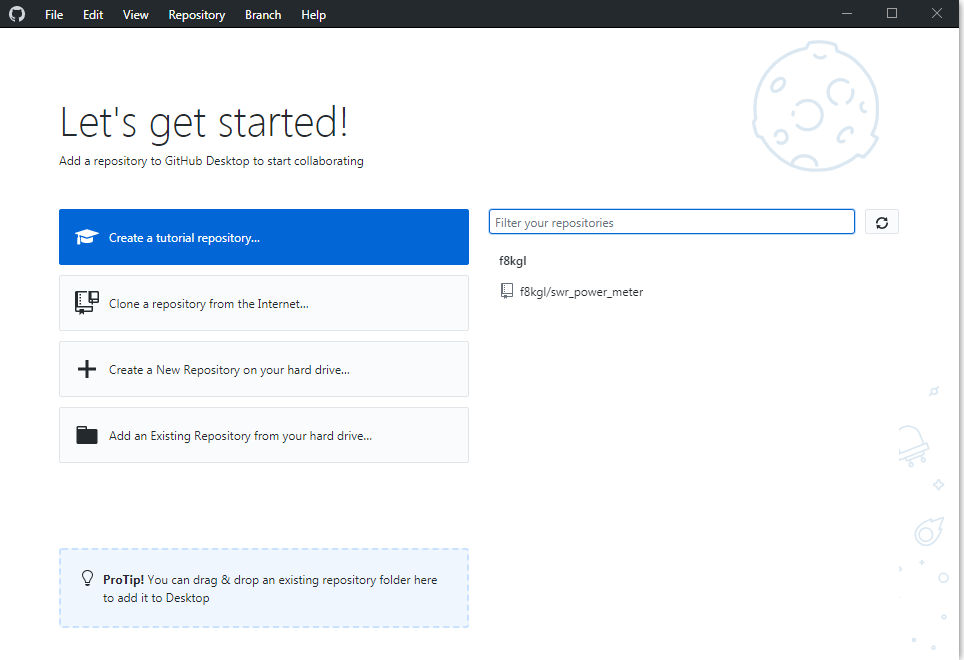 File Edit View Repository Branch Help
Let's get started!
Add a repository to GitHub Desktop to start collaborating
Create a tutorial repository...
Clone a repository from the Internet...
Create a New Repository on your hard drive...
Add an Existing Repository from your hard drive...
ProTip! You can drag & drop an existing repository folder here
to add it to Desktop
Filter your repositories
f8kgl
f8kgl/swr_power_meter